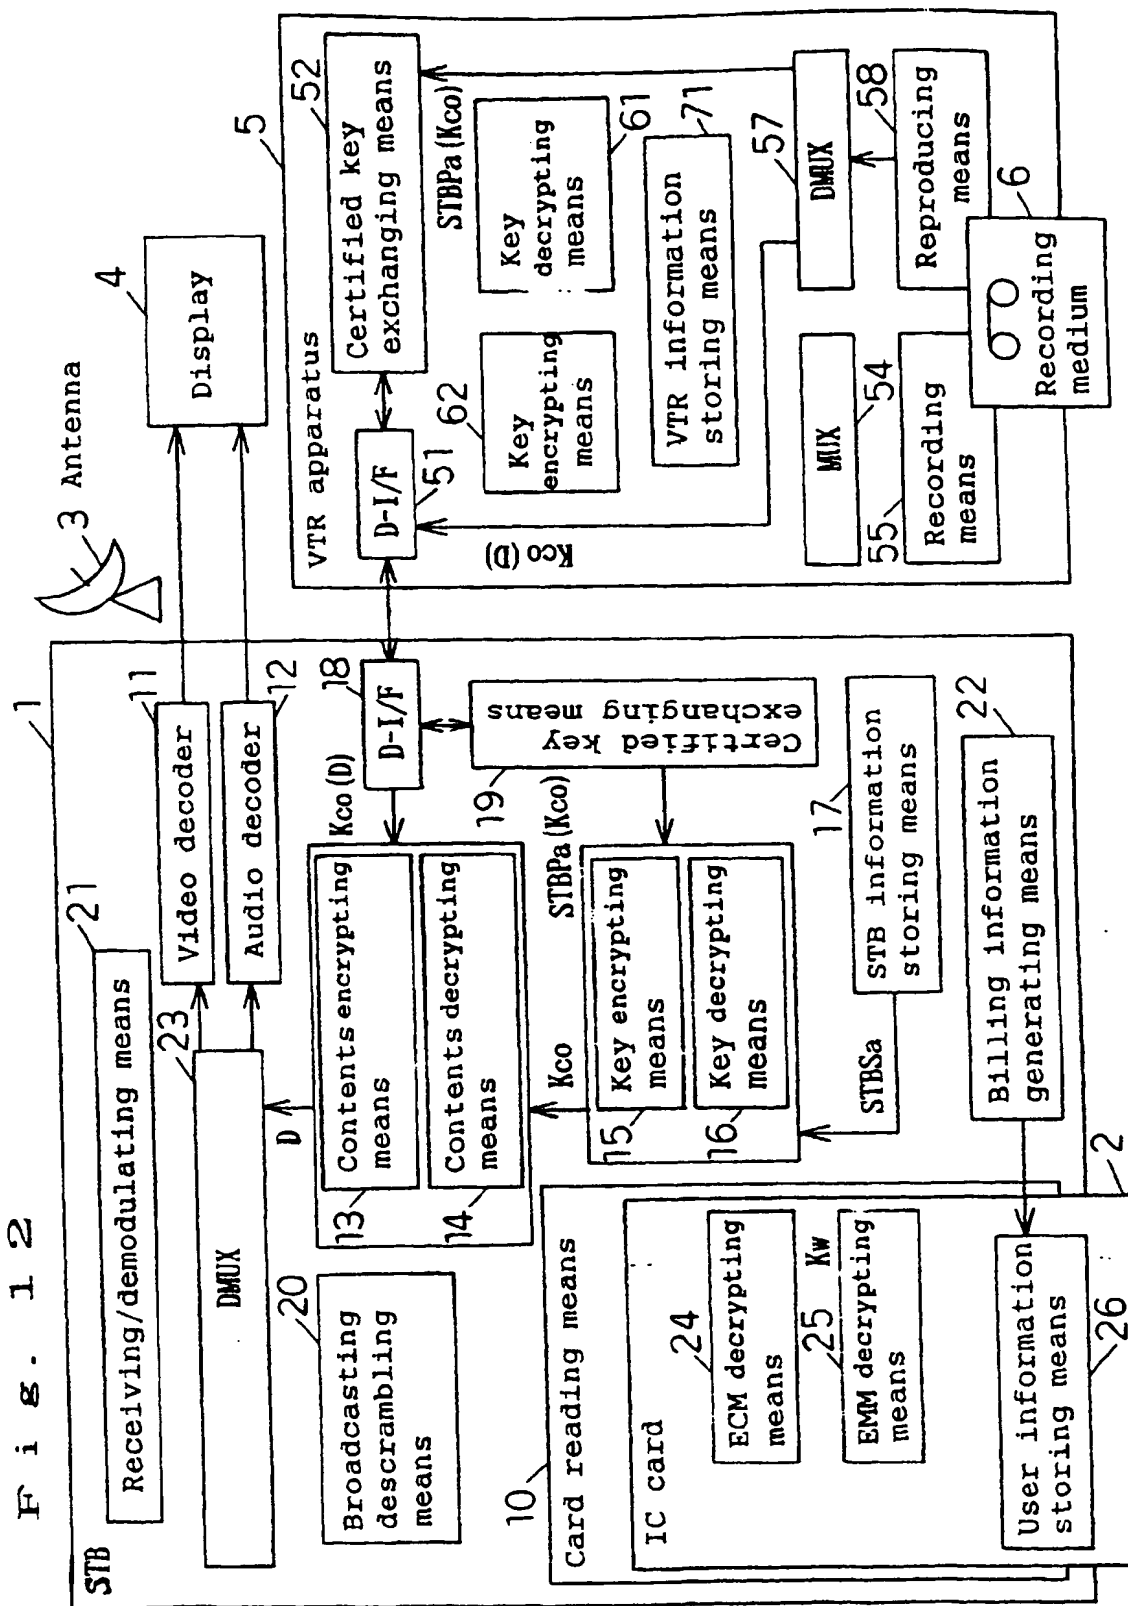 Fig. 12
1
STB
21
Receiving/demodulating means
23
DMUX
11
Video decoder
12
Audio decoder
3
Antenna
4
Display
20
Broadcasting
descrambling
means
D
13
Contents encrypting
means
14
Contents decrypting
means
Kco(D)
18
D-I/F
19
Certified key
exchanging means
Kco
STBPa(Kco)
15
Key encrypting
means
16
Key decrypting
means
STBSa
17
STB information
storing means
22
Billing information
generating means
10
Card reading means
2
IC card
24
ECM decrypting
means
25
Kw
EMM decrypting
means
User information
storing means
26
5
VTR apparatus
52
Certified key
exchanging means
51
D-I/F
STBPa(Kco)
Kco(D)
62
Key
encrypting
means
Key
decrypting
means
61
VTR information
storing means
71
MUX
54
57
DMUX
55
Recording
means
58
Reproducing
means
6
Recording
medium